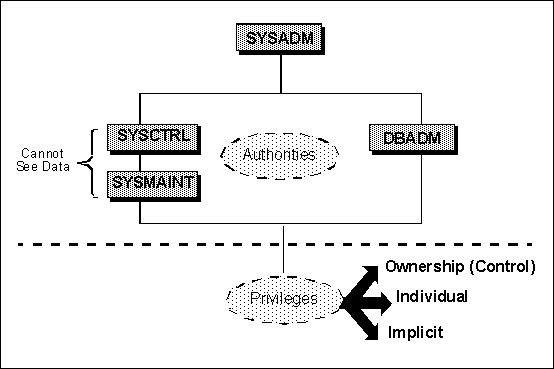 SYSADM
SYSCTRL
Authorities
DBADM
Cannot
See Data
SYSMAINT
Privileges
Ownership (Control)
Individual
Implicit